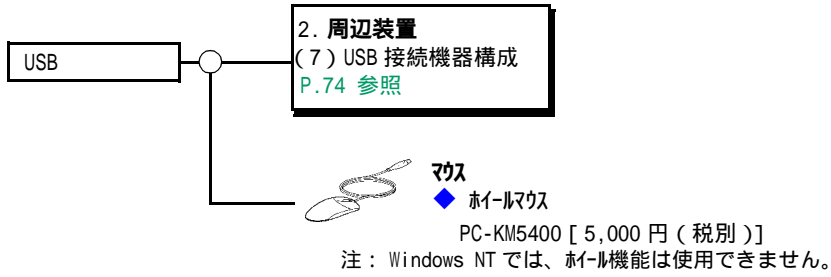 2. 周辺装置
USB
(7) USB 接続機器構成
P.74 参照
ﾏｳｽ
◆ ﾎｲｰﾙﾏｳｽ
PC-KM5400 [ 5,000 円 ( 税別 )]
注： Windows NT では、ﾎｲｰﾙ機能は使用できません。